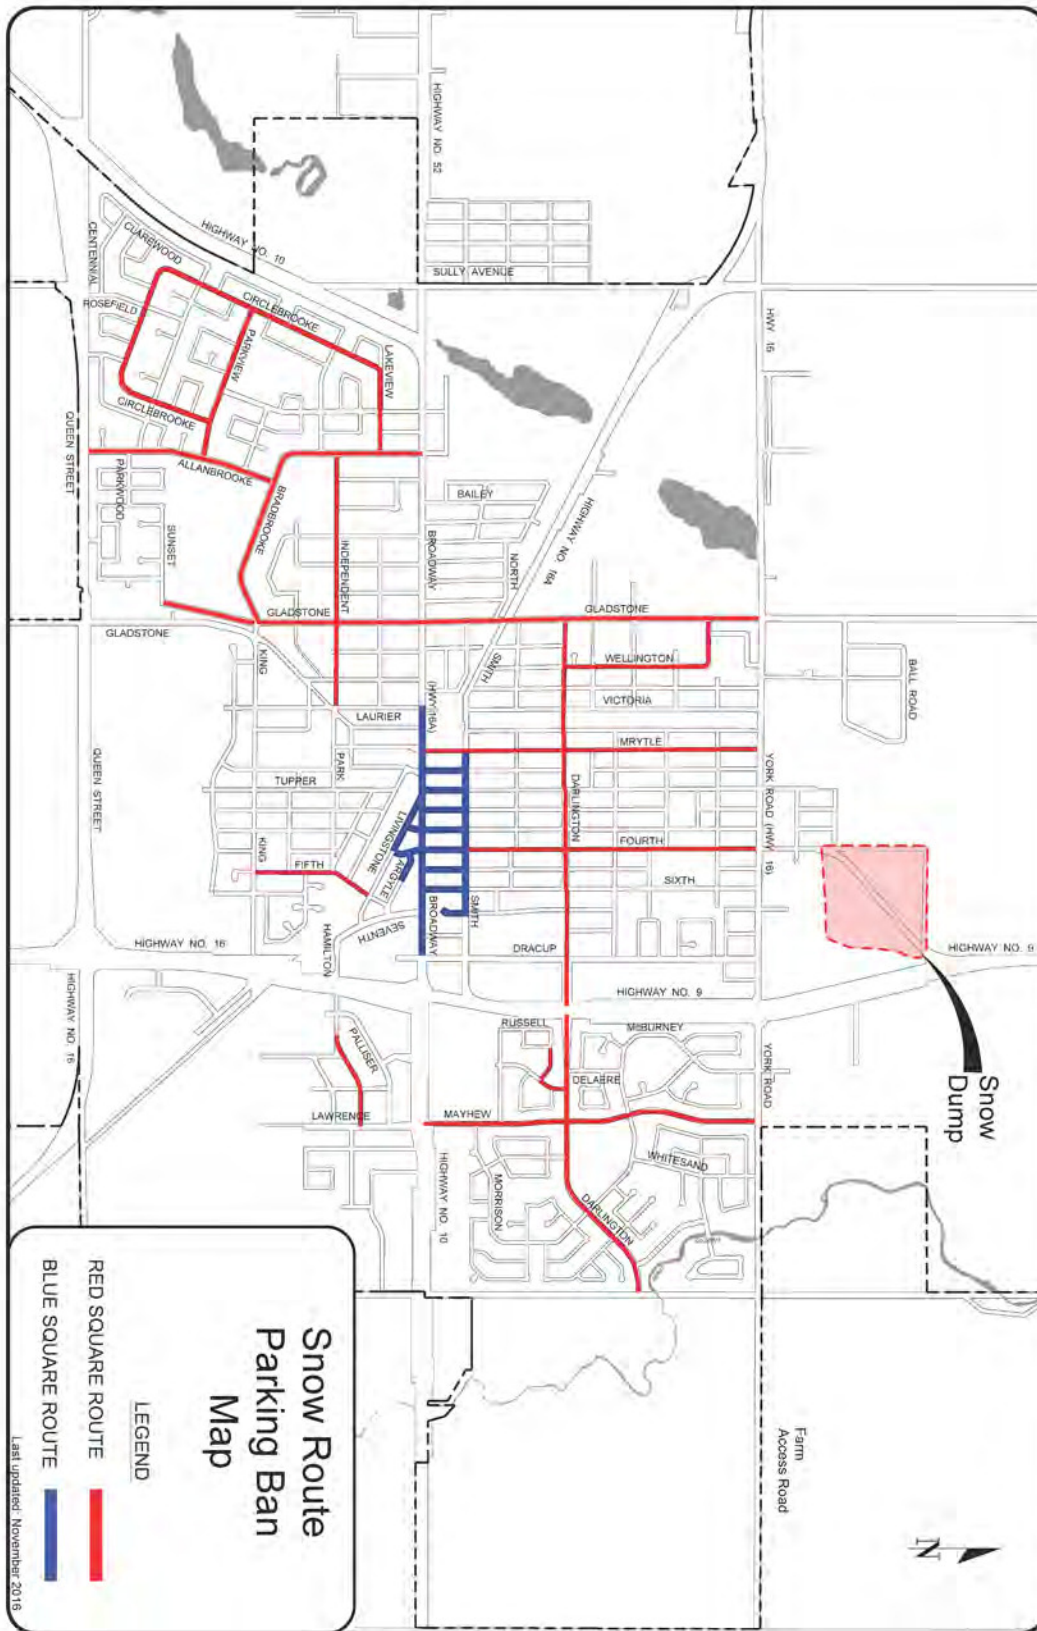 HIGHWAY NO. 52
HIGHWAY NO. 10
SULLY AVENUE
CENTENNIAL
CLAREWOOD
ROSEFIELD
CIRCLEBROOKE
PARKVIEW
LAKEVIEW
HWY 16
CIRCLEBROOKE
QUEEN STREET
ALLANBROOKE
PARKWOOD
SUNSET
BRADBROOKE
INDEPENDENT
BAILEY
BROADWAY
NORTH
HIGHWAY NO. 16A
GLADSTONE
GLADSTONE
GLADSTONE
KING
SMITH
WELLINGTON
BALL ROAD
(HWY 16A)
VICTORIA
LAURIER
MRYTLE
QUEEN STREET
TUPPER
PARK
DARLINGTON
YORK ROAD (HWY 16)
LIVINGSTONE
ARGYLE
FOURTH
KING
FIFTH
SIXTH
SMITH
BROADWAY
SEVENTH
HAMILTON
HIGHWAY NO. 16
DRACUP
HIGHWAY NO. 9
HIGHWAY NO. 9
HIGHWAY NO. 16
PALLISER
RUSSELL
McBURNEY
DELAERE
YORK ROAD
Snow
Dump
LAWRENCE
MAYHEW
WHITESAND
HIGHWAY NO. 10
MORRISON
DARLINGTON
Farm
Access Road
N
Snow Route
Parking Ban
Map
LEGEND
RED SQUARE ROUTE
BLUE SQUARE ROUTE
Last updated: November 2016